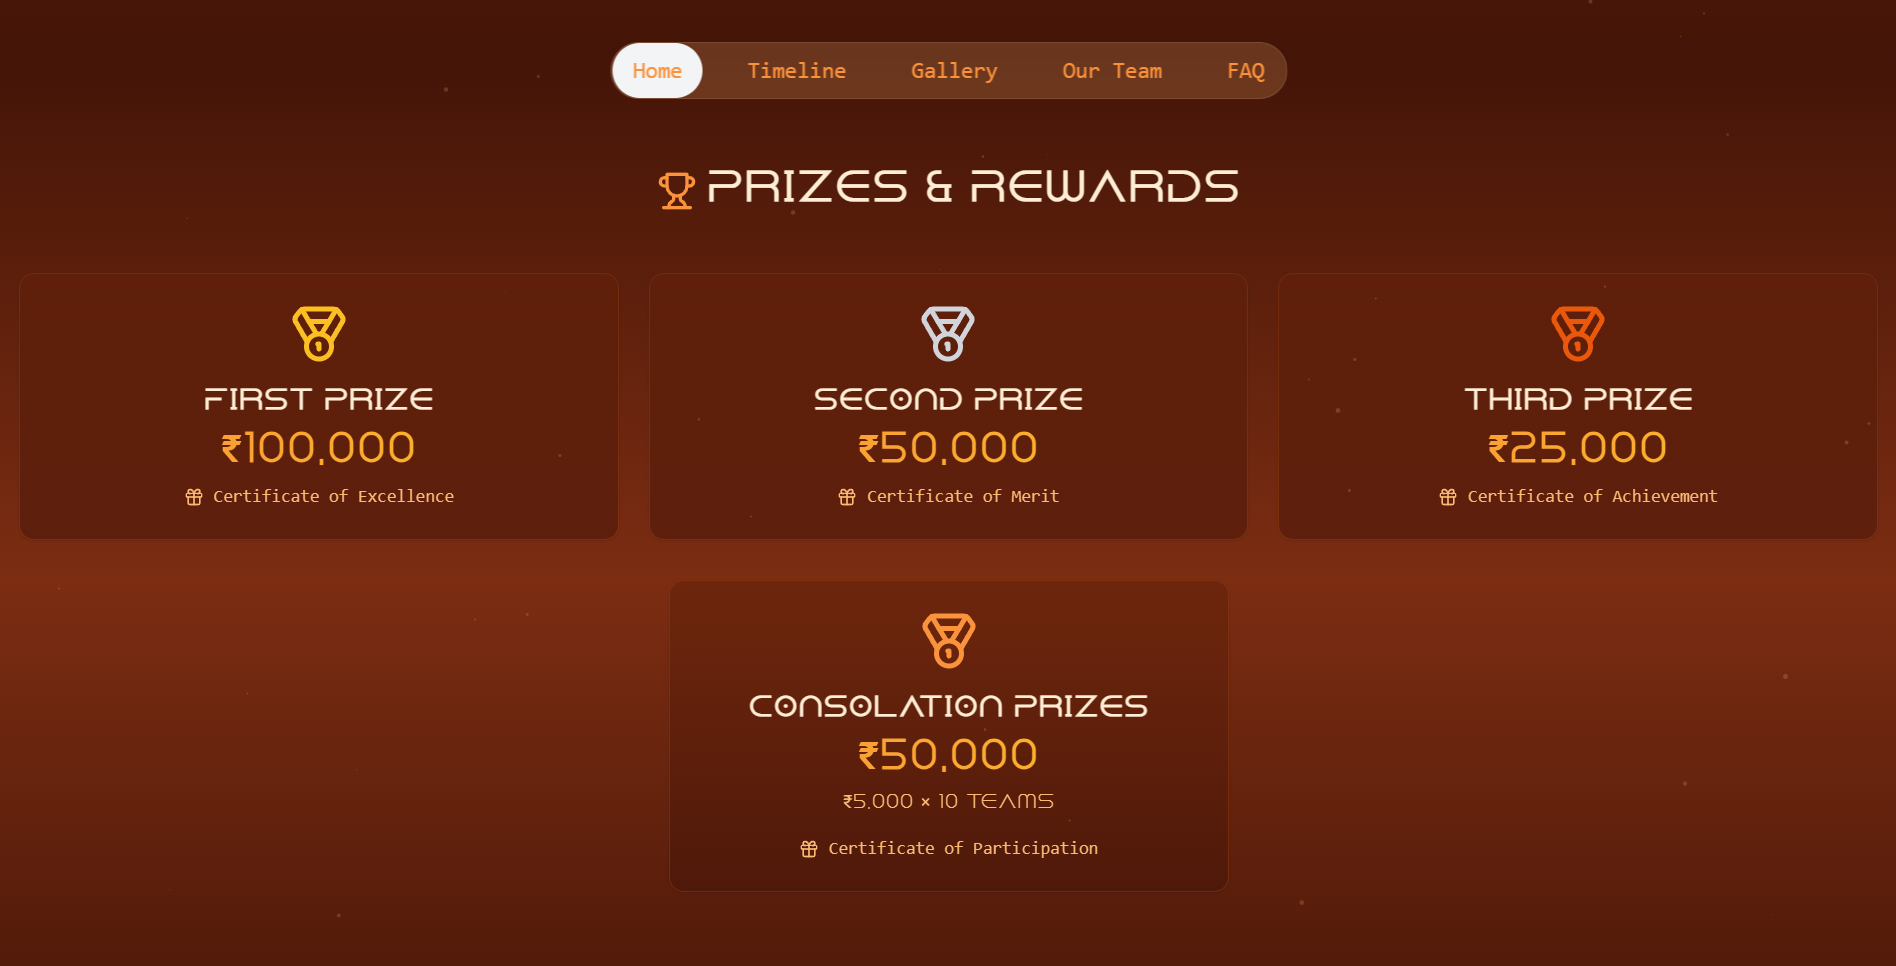 Home Timeline Gallery Our Team FAQ
PRIZES & REWARDS
FIRST PRIZE
₹100,000
Certificate of Excellence
SECOND PRIZE
₹50,000
Certificate of Merit
THIRD PRIZE
₹25,000
Certificate of Achievement
CONSOLATION PRIZES
₹50,000
₹5,000 × 10 TEAMS
Certificate of Participation